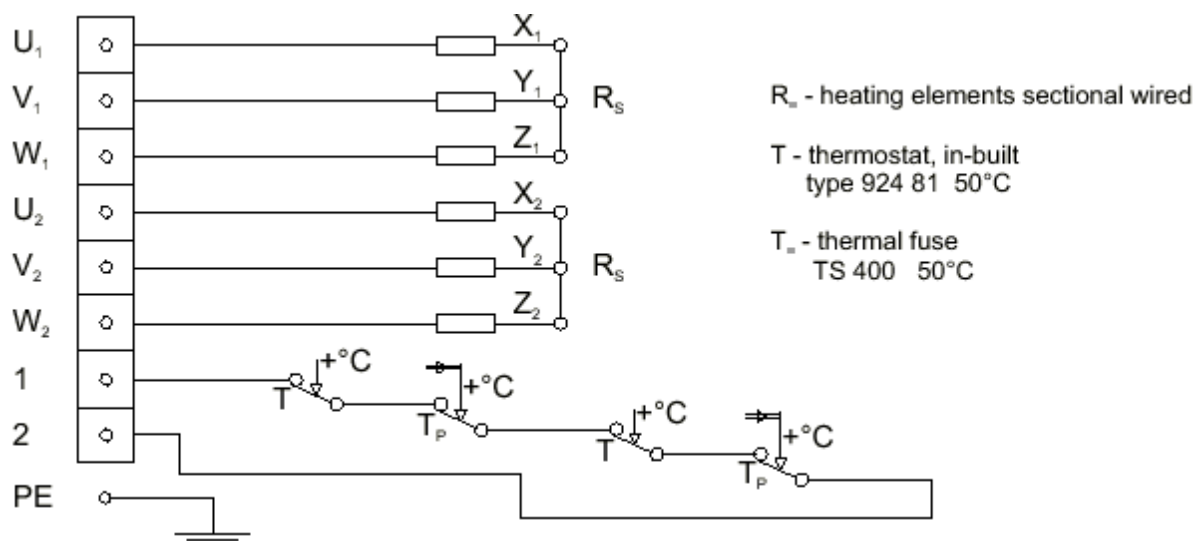 U₁
X₁
V₁
Y₁
Rₛ
W₁
Z₁
U₂
X₂
V₂
Y₂
Rₛ
W₂
Z₂
1
T
+°C
Tₚ
+°C
T
+°C
Tₚ
+°C
2
PE
R₌ - heating elements sectional wired
T - thermostat, in-built
type 924 81 50°C
T₌ - thermal fuse
TS 400 50°C